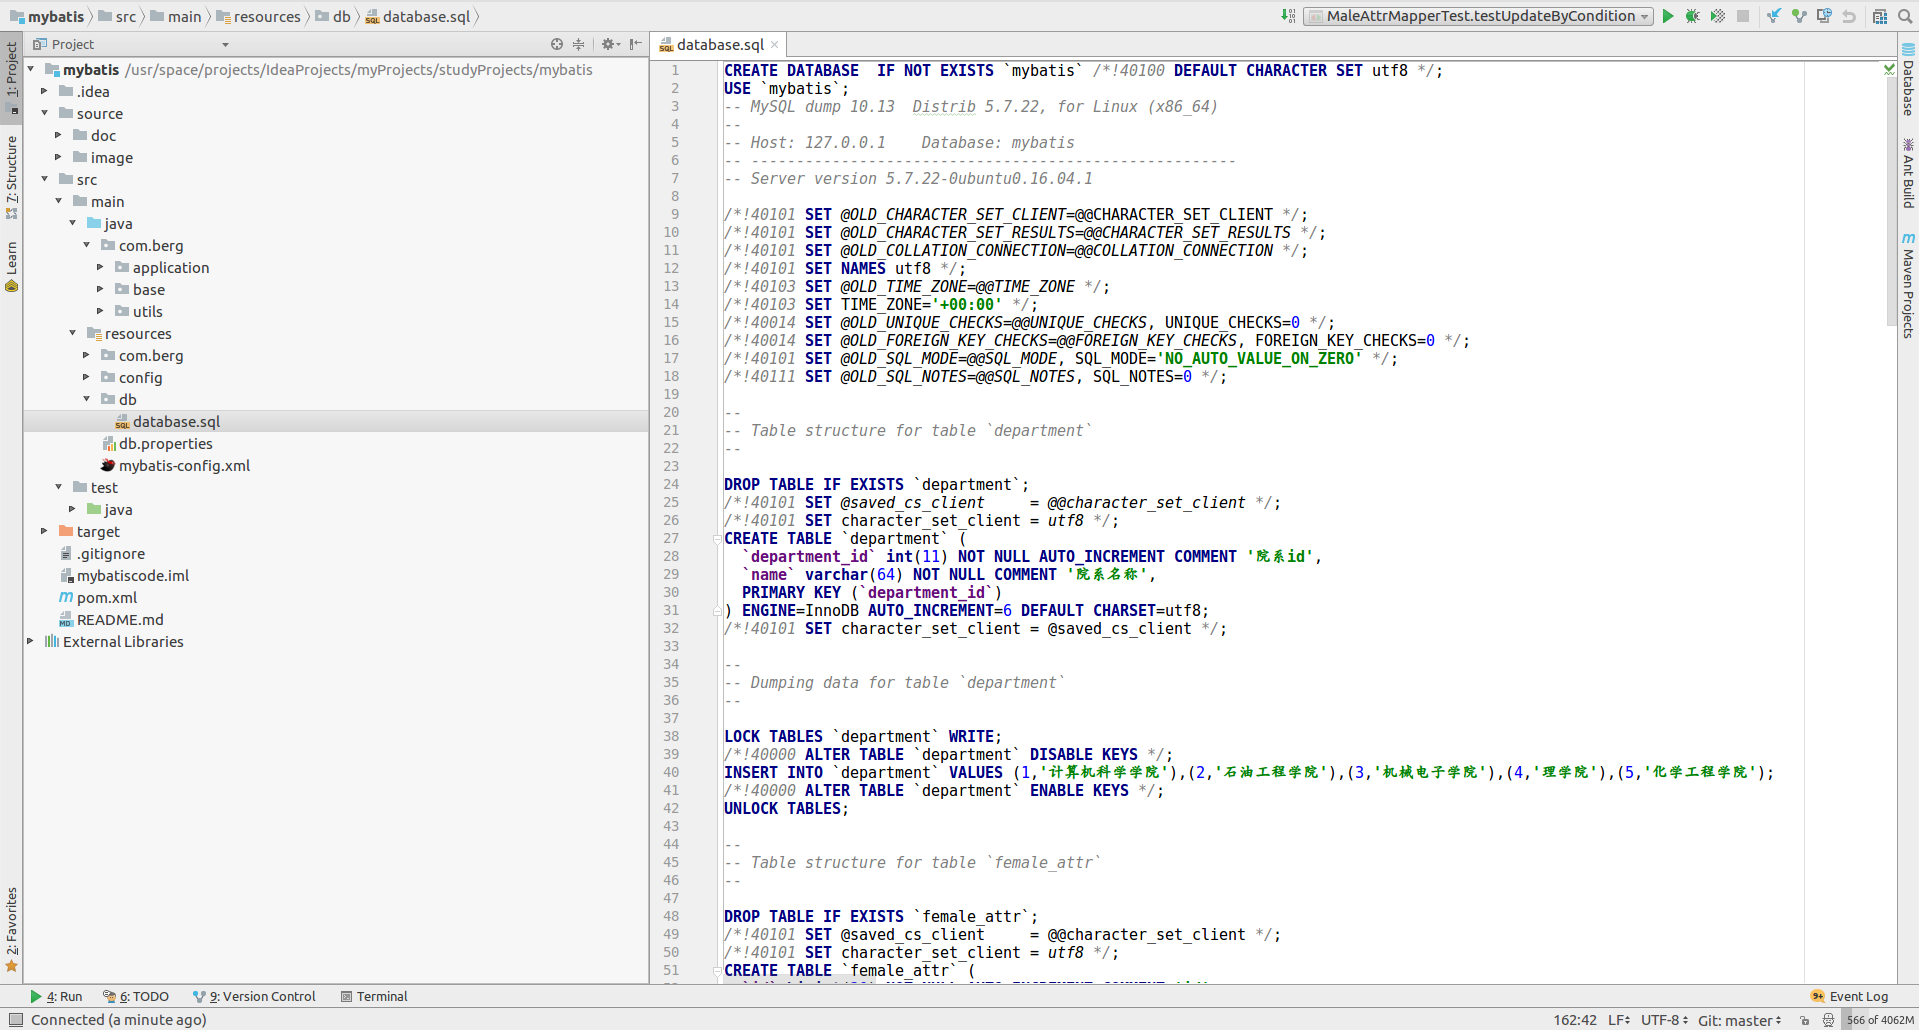 mybatis src main resources db database.sql
MaleAttrMapperTest.testUpdateByCondition
Project
database.sql
1: Project
7: Structure
Learn
2: Favorites
mybatis /usr/space/projects/IdeaProjects/myProjects/studyProjects/mybatis
.idea
source
doc
image
src
main
java
com.berg
application
base
utils
resources
com.berg
config
db
database.sql
db.properties
mybatis-config.xml
test
java
target
.gitignore
mybatiscode.iml
pom.xml
README.md
External Libraries
1 CREATE DATABASE  IF NOT EXISTS `mybatis` /*!40100 DEFAULT CHARACTER SET utf8 */;
2 USE `mybatis`;
3 -- MySQL dump 10.13  Distrib 5.7.22, for Linux (x86_64)
4 --
5 -- Host: 127.0.0.1    Database: mybatis
6 -- ------------------------------------------------------
7 -- Server version 5.7.22-0ubuntu0.16.04.1
8
9 /*!40101 SET @OLD_CHARACTER_SET_CLIENT=@@CHARACTER_SET_CLIENT */;
10 /*!40101 SET @OLD_CHARACTER_SET_RESULTS=@@CHARACTER_SET_RESULTS */;
11 /*!40101 SET @OLD_COLLATION_CONNECTION=@@COLLATION_CONNECTION */;
12 /*!40101 SET NAMES utf8 */;
13 /*!40103 SET @OLD_TIME_ZONE=@@TIME_ZONE */;
14 /*!40103 SET TIME_ZONE='+00:00' */;
15 /*!40014 SET @OLD_UNIQUE_CHECKS=@@UNIQUE_CHECKS, UNIQUE_CHECKS=0 */;
16 /*!40014 SET @OLD_FOREIGN_KEY_CHECKS=@@FOREIGN_KEY_CHECKS, FOREIGN_KEY_CHECKS=0 */;
17 /*!40101 SET @OLD_SQL_MODE=@@SQL_MODE, SQL_MODE='NO_AUTO_VALUE_ON_ZERO' */;
18 /*!40111 SET @OLD_SQL_NOTES=@@SQL_NOTES, SQL_NOTES=0 */;
19
20 --
21 -- Table structure for table `department`
22 --
23
24 DROP TABLE IF EXISTS `department`;
25 /*!40101 SET @saved_cs_client     = @@character_set_client */;
26 /*!40101 SET character_set_client = utf8 */;
27 CREATE TABLE `department` (
28   `department_id` int(11) NOT NULL AUTO_INCREMENT COMMENT '院系id',
29   `name` varchar(64) NOT NULL COMMENT '院系名称',
30   PRIMARY KEY (`department_id`)
31 ) ENGINE=InnoDB AUTO_INCREMENT=6 DEFAULT CHARSET=utf8;
32 /*!40101 SET character_set_client = @saved_cs_client */;
33
34 --
35 -- Dumping data for table `department`
36 --
37
38 LOCK TABLES `department` WRITE;
39 /*!40000 ALTER TABLE `department` DISABLE KEYS */;
40 INSERT INTO `department` VALUES (1,'计算机科学学院'),(2,'石油工程学院'),(3,'机械电子学院'),(4,'理学院'),(5,'化学工程学院');
41 /*!40000 ALTER TABLE `department` ENABLE KEYS */;
42 UNLOCK TABLES;
43
44 --
45 -- Table structure for table `female_attr`
46 --
47
48 DROP TABLE IF EXISTS `female_attr`;
49 /*!40101 SET @saved_cs_client     = @@character_set_client */;
50 /*!40101 SET character_set_client = utf8 */;
51 CREATE TABLE `female_attr` (
Database
Ant Build
Maven Projects
4: Run 6: TODO 9: Version Control Terminal
Event Log
Connected (a minute ago)
162:42 LF UTF-8 Git: master 566 of 4062M